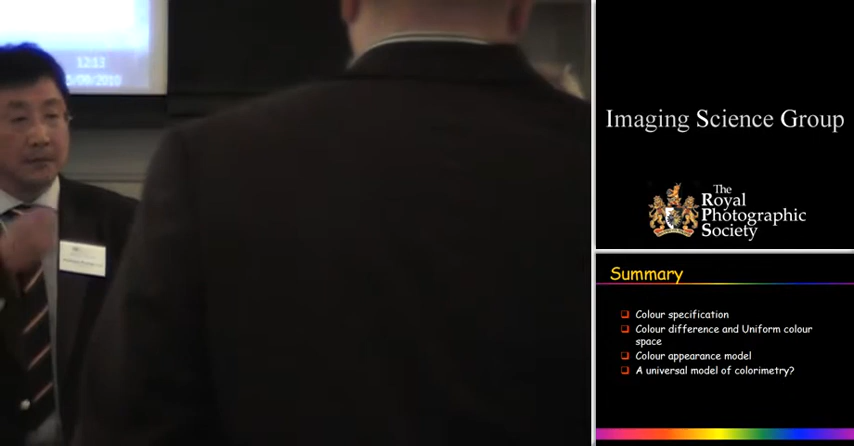 12:13
/09/2010
Imaging Science Group
The
Royal
Photographic
Society
Summary
Colour specification
Colour difference and Uniform colour
space
Colour appearance model
A universal model of colorimetry?